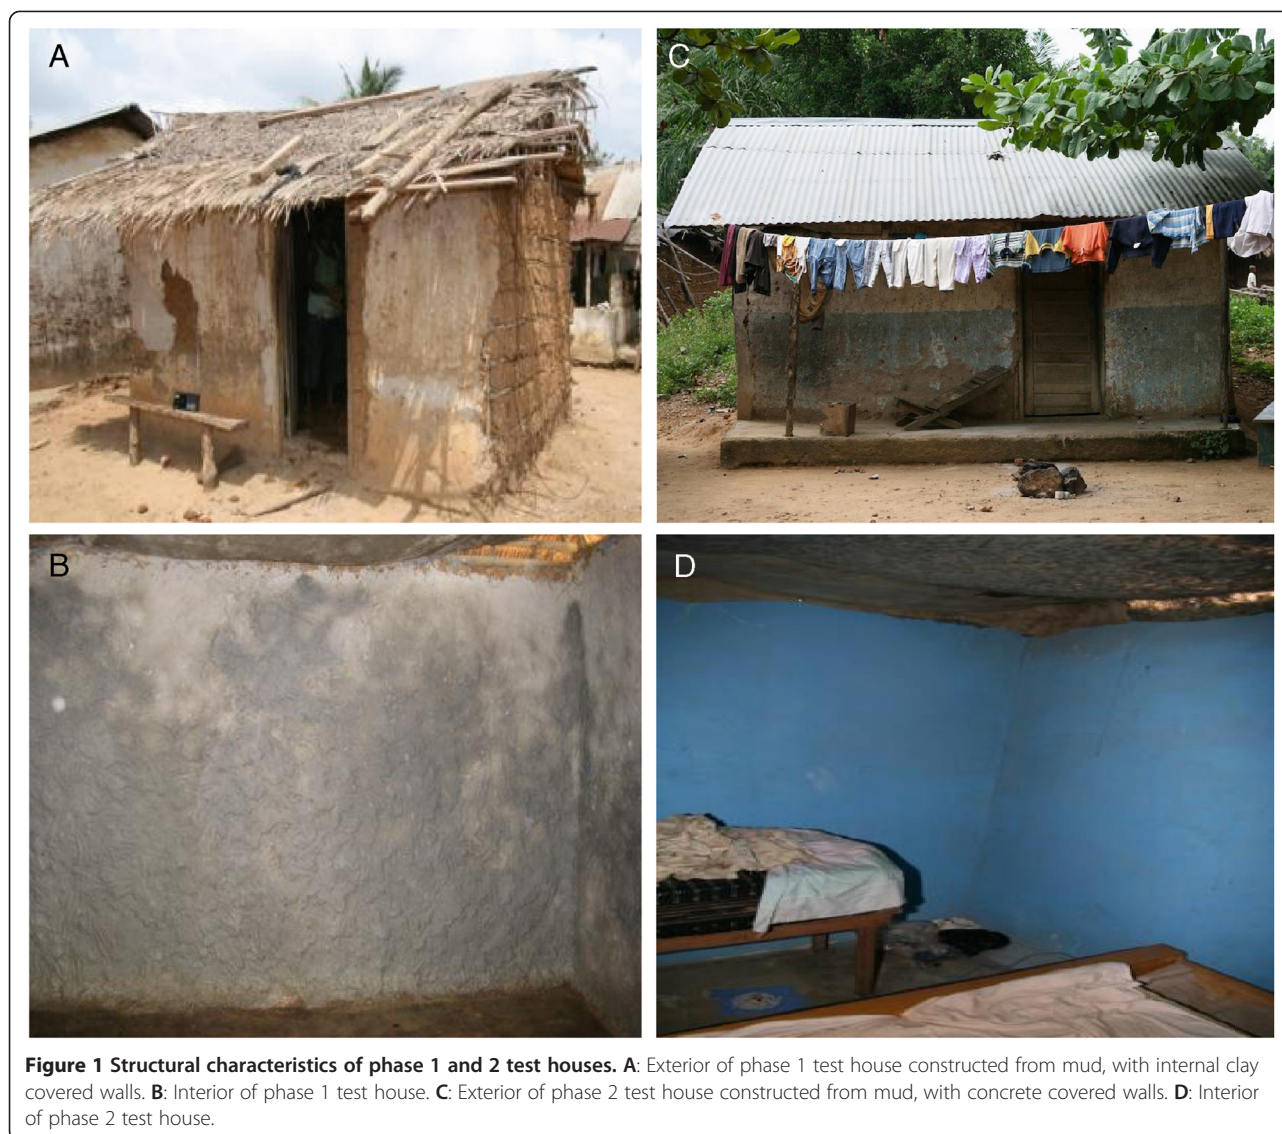 A
C
B
D
Figure 1 Structural characteristics of phase 1 and 2 test houses. A: Exterior of phase 1 test house constructed from mud, with internal clay
covered walls. B: Interior of phase 1 test house. C: Exterior of phase 2 test house constructed from mud, with concrete covered walls. D: Interior
of phase 2 test house.